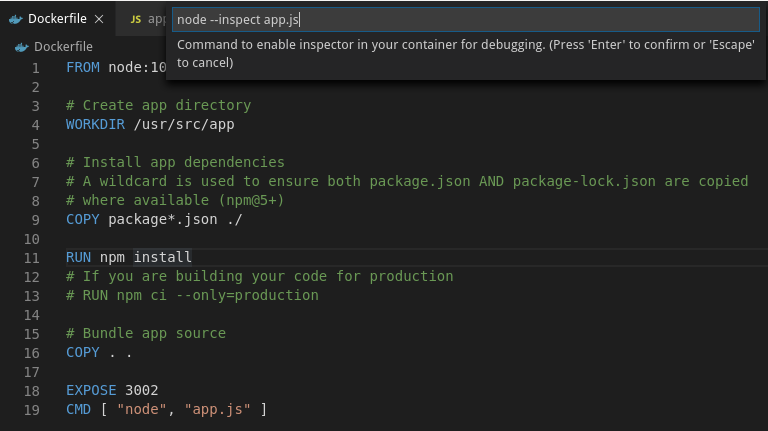 Dockerfile
JS app
node --inspect app.js
Command to enable inspector in your container for debugging. (Press 'Enter' to confirm or 'Escape'
to cancel)
Dockerfile
1 FROM node:10
2
3 # Create app directory
4 WORKDIR /usr/src/app
5
6 # Install app dependencies
7 # A wildcard is used to ensure both package.json AND package-lock.json are copied
8 # where available (npm@5+)
9 COPY package*.json ./
10
11 RUN npm install
12 # If you are building your code for production
13 # RUN npm ci --only=production
14
15 # Bundle app source
16 COPY . .
17
18 EXPOSE 3002
19 CMD [ "node", "app.js" ]